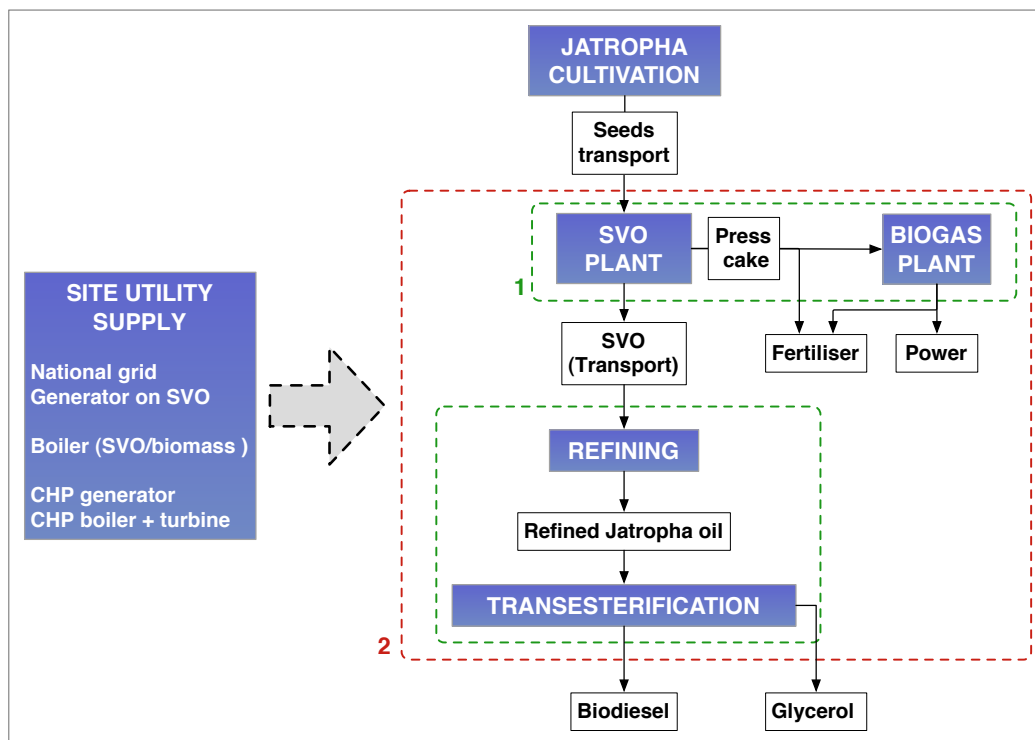 JATROPHA
CULTIVATION
Seeds
transport
SVO
PLANT
Press
cake
BIOGAS
PLANT
1
SITE UTILITY
SUPPLY
National grid
Generator on SVO
Boiler (SVO/biomass )
CHP generator
CHP boiler + turbine
SVO
(Transport)
Fertiliser
Power
REFINING
Refined Jatropha oil
TRANSESTERIFICATION
2
Biodiesel
Glycerol